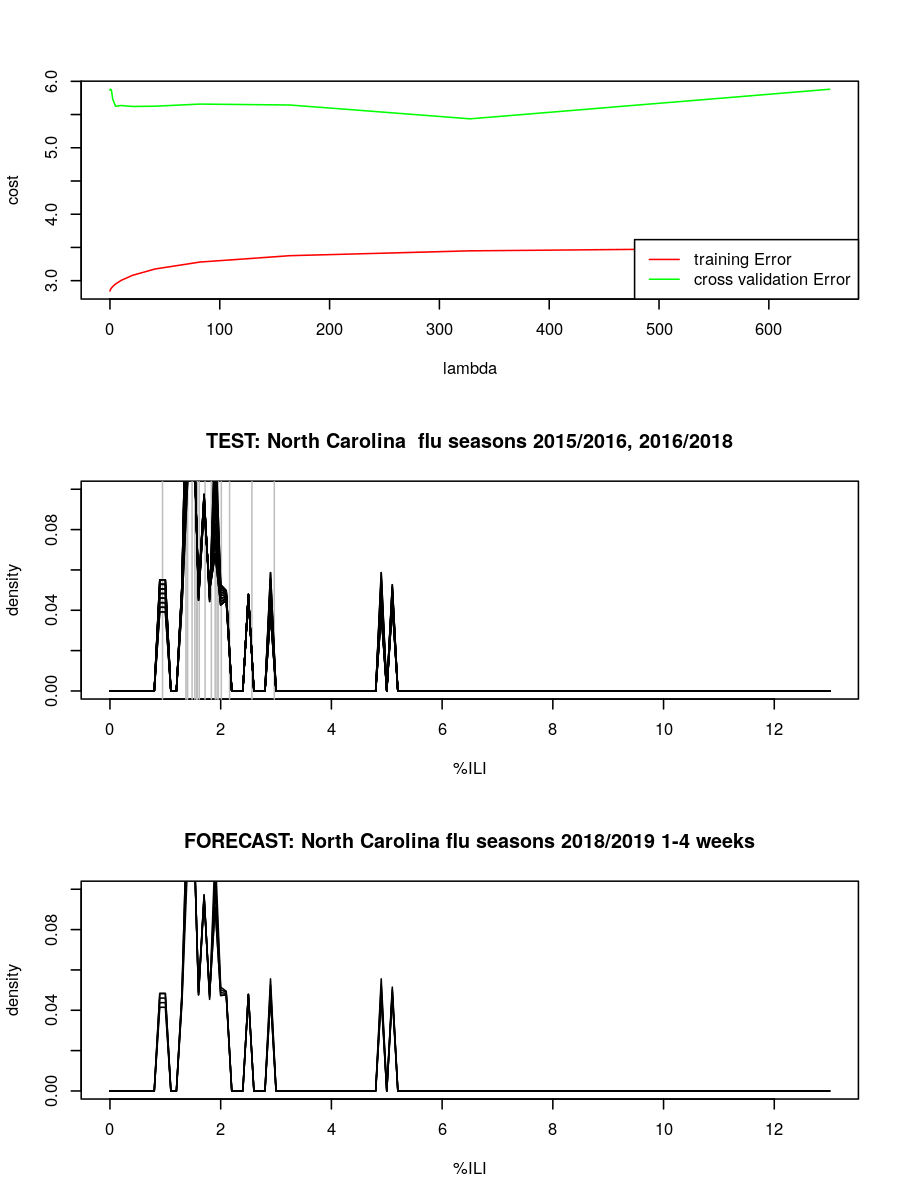 6.0
5.0
4.0
3.0
cost
training Error
cross validation Error
0 100 200 300 400 500 600
lambda
TEST: North Carolina  flu seasons 2015/2016, 2016/2018
0.08
0.04
0.00
density
0 2 4 6 8 10 12
%ILI
FORECAST: North Carolina flu seasons 2018/2019 1-4 weeks
0.08
0.04
0.00
density
0 2 4 6 8 10 12
%ILI